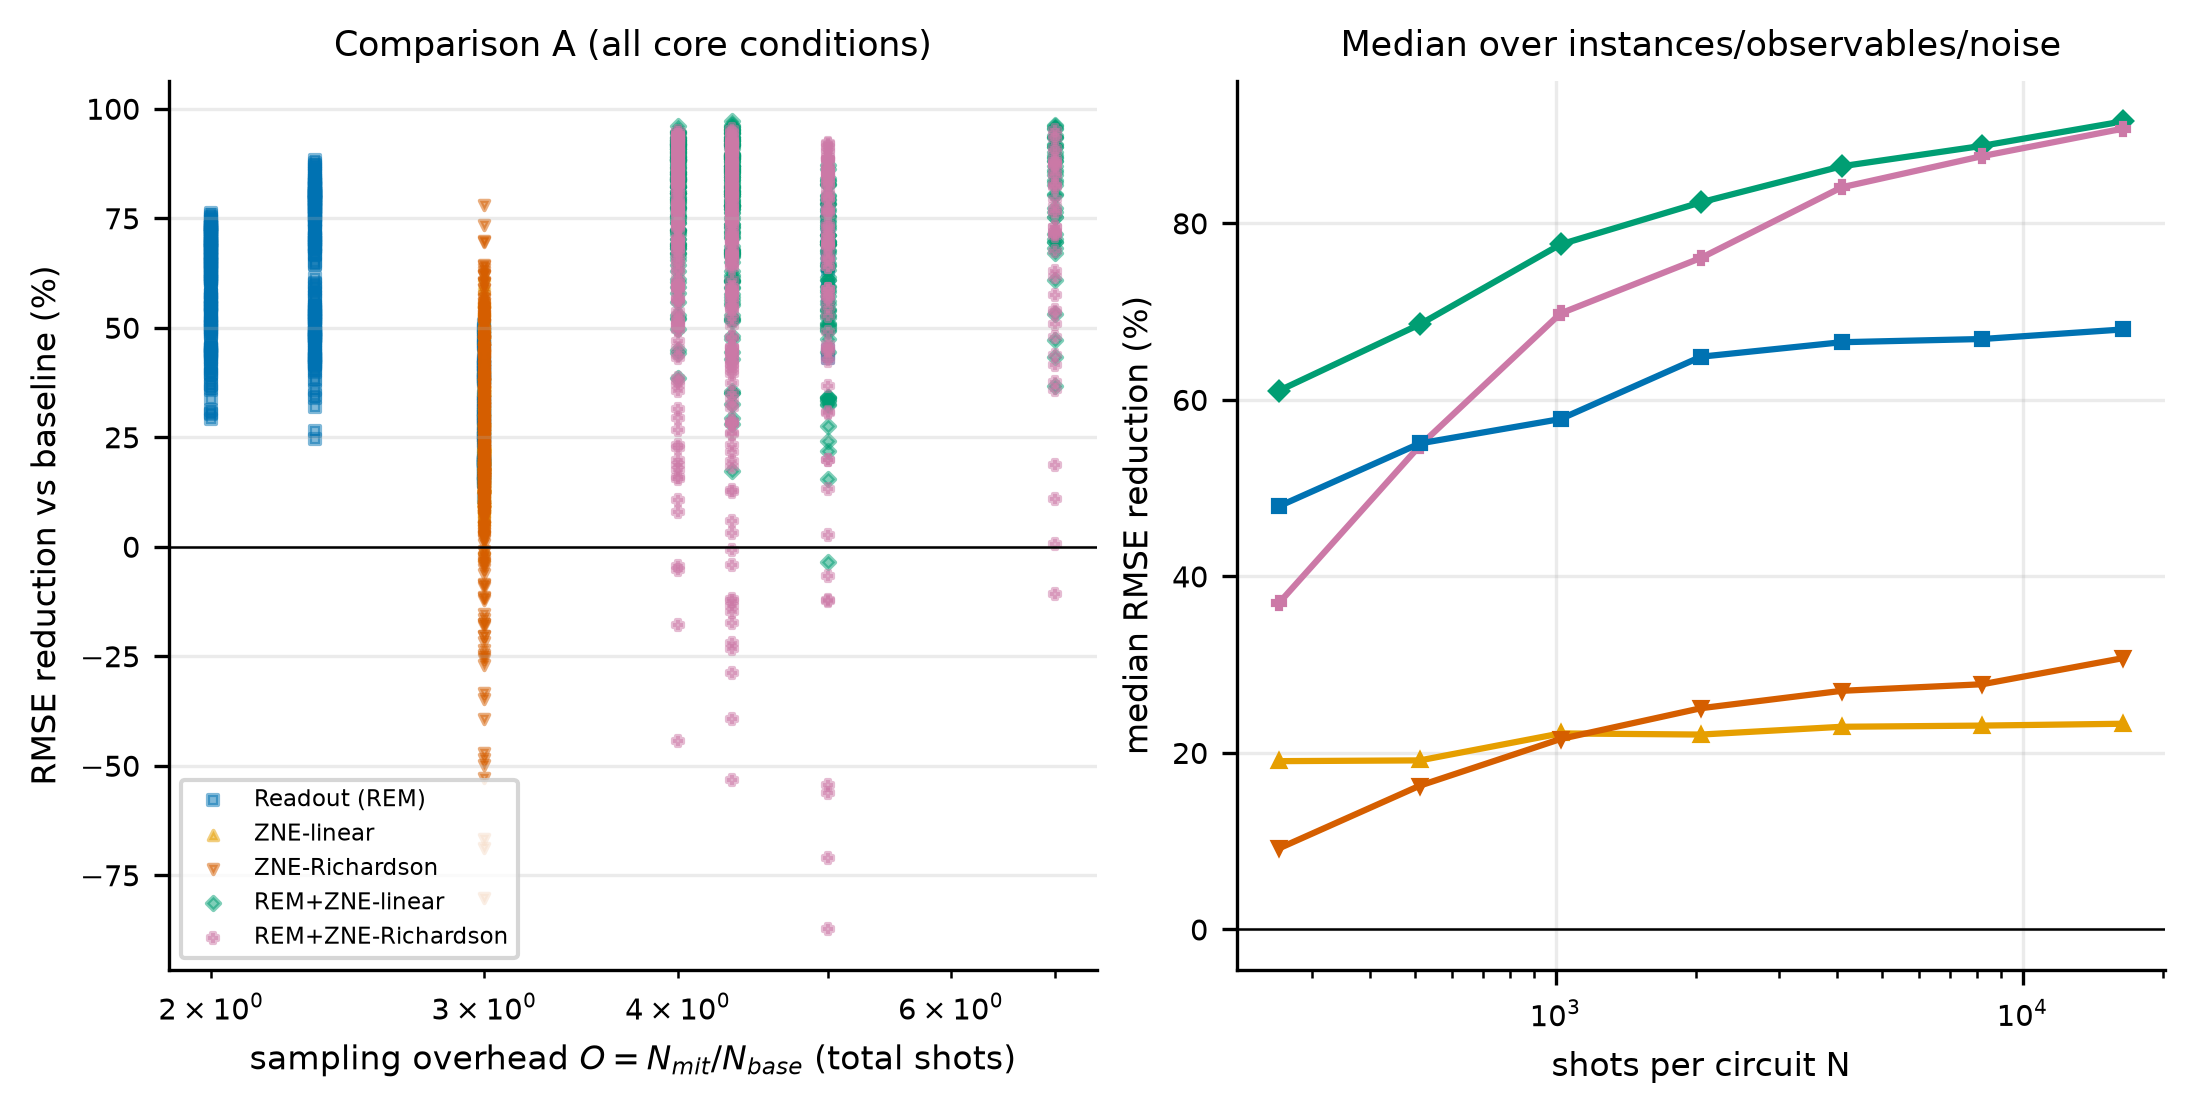 Comparison A (all core conditions)
RMSE reduction vs baseline (%)
100
75
50
25
0
−25
−50
−75
Readout (REM)
ZNE-linear
ZNE-Richardson
REM+ZNE-linear
REM+ZNE-Richardson
2 × 10⁰
3 × 10⁰
4 × 10⁰
6 × 10⁰
sampling overhead O = N_mit/N_base (total shots)
Median over instances/observables/noise
median RMSE reduction (%)
80
60
40
20
0
10³
10⁴
shots per circuit N